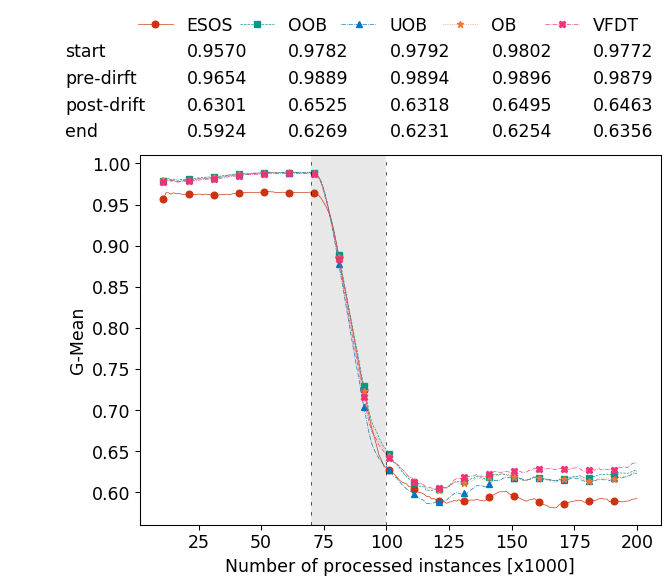 ESOS OOB UOB OB VFDT
start 0.9570 0.9782 0.9792 0.9802 0.9772
pre-dirft 0.9654 0.9889 0.9894 0.9896 0.9879
post-drift 0.6301 0.6525 0.6318 0.6495 0.6463
end 0.5924 0.6269 0.6231 0.6254 0.6356
1.00
0.95
0.90
0.85
0.80
0.75
0.70
0.65
0.60
G-Mean
25 50 75 100 125 150 175 200
Number of processed instances [x1000]